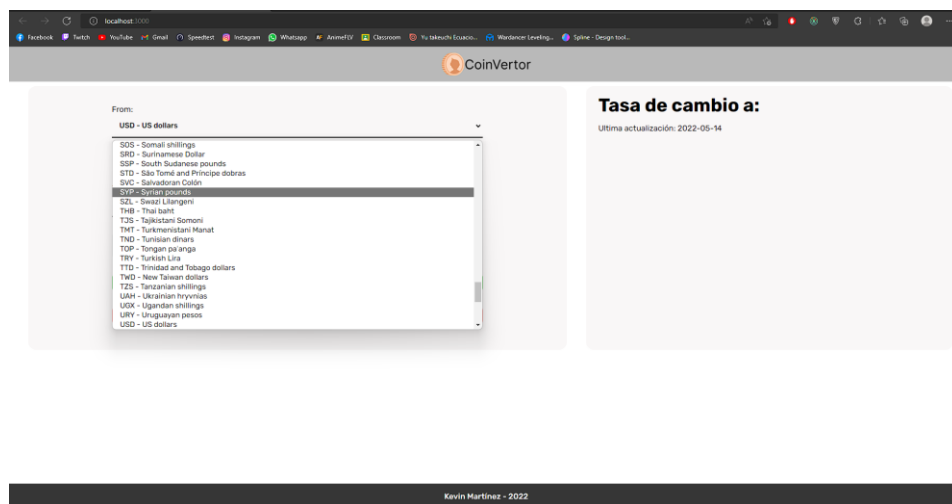 localhost:3000
Facebook Twitch YouTube Gmail Speedtest Instagram Whatsapp AnimeFLV Classroom Yu takeuchi Ecuacio... Wardancer Leveling... Spline - Design tool...
CoinVertor
From:
USD - US dollars
SOS - Somali shillings
SRD - Surinamese Dollar
SSP - South Sudanese pounds
STD - São Tomé and Príncipe dobras
SVC - Salvadoran Colón
SYP - Syrian pounds
SZL - Swazi Lilangeni
THB - Thai baht
TJS - Tajikistani Somoni
TMT - Turkmenistani Manat
TND - Tunisian dinars
TOP - Tongan paʻanga
TRY - Turkish Lira
TTD - Trinidad and Tobago dollars
TWD - New Taiwan dollars
TZS - Tanzanian shillings
UAH - Ukrainian hryvnias
UGX - Ugandan shillings
URY - Uruguayan pesos
USD - US dollars
Tasa de cambio a:
Ultima actualización: 2022-05-14
Kevin Martínez - 2022